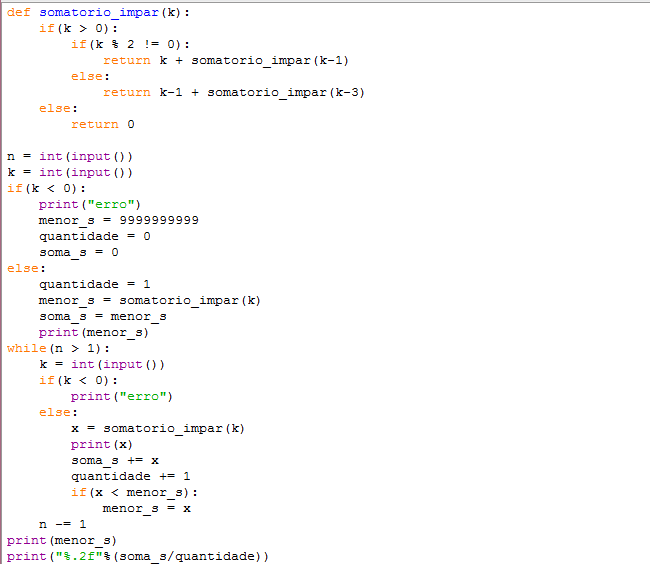 def somatorio_impar(k):
    if(k > 0):
        if(k % 2 != 0):
            return k + somatorio_impar(k-1)
        else:
            return k-1 + somatorio_impar(k-3)
    else:
        return 0

n = int(input())
k = int(input())
if(k < 0):
    print("erro")
    menor_s = 9999999999
    quantidade = 0
    soma_s = 0
else:
    quantidade = 1
    menor_s = somatorio_impar(k)
    soma_s = menor_s
    print(menor_s)
while(n > 1):
    k = int(input())
    if(k < 0):
        print("erro")
    else:
        x = somatorio_impar(k)
        print(x)
        soma_s += x
        quantidade += 1
        if(x < menor_s):
            menor_s = x
    n -= 1
print(menor_s)
print("%.2f"%(soma_s/quantidade))